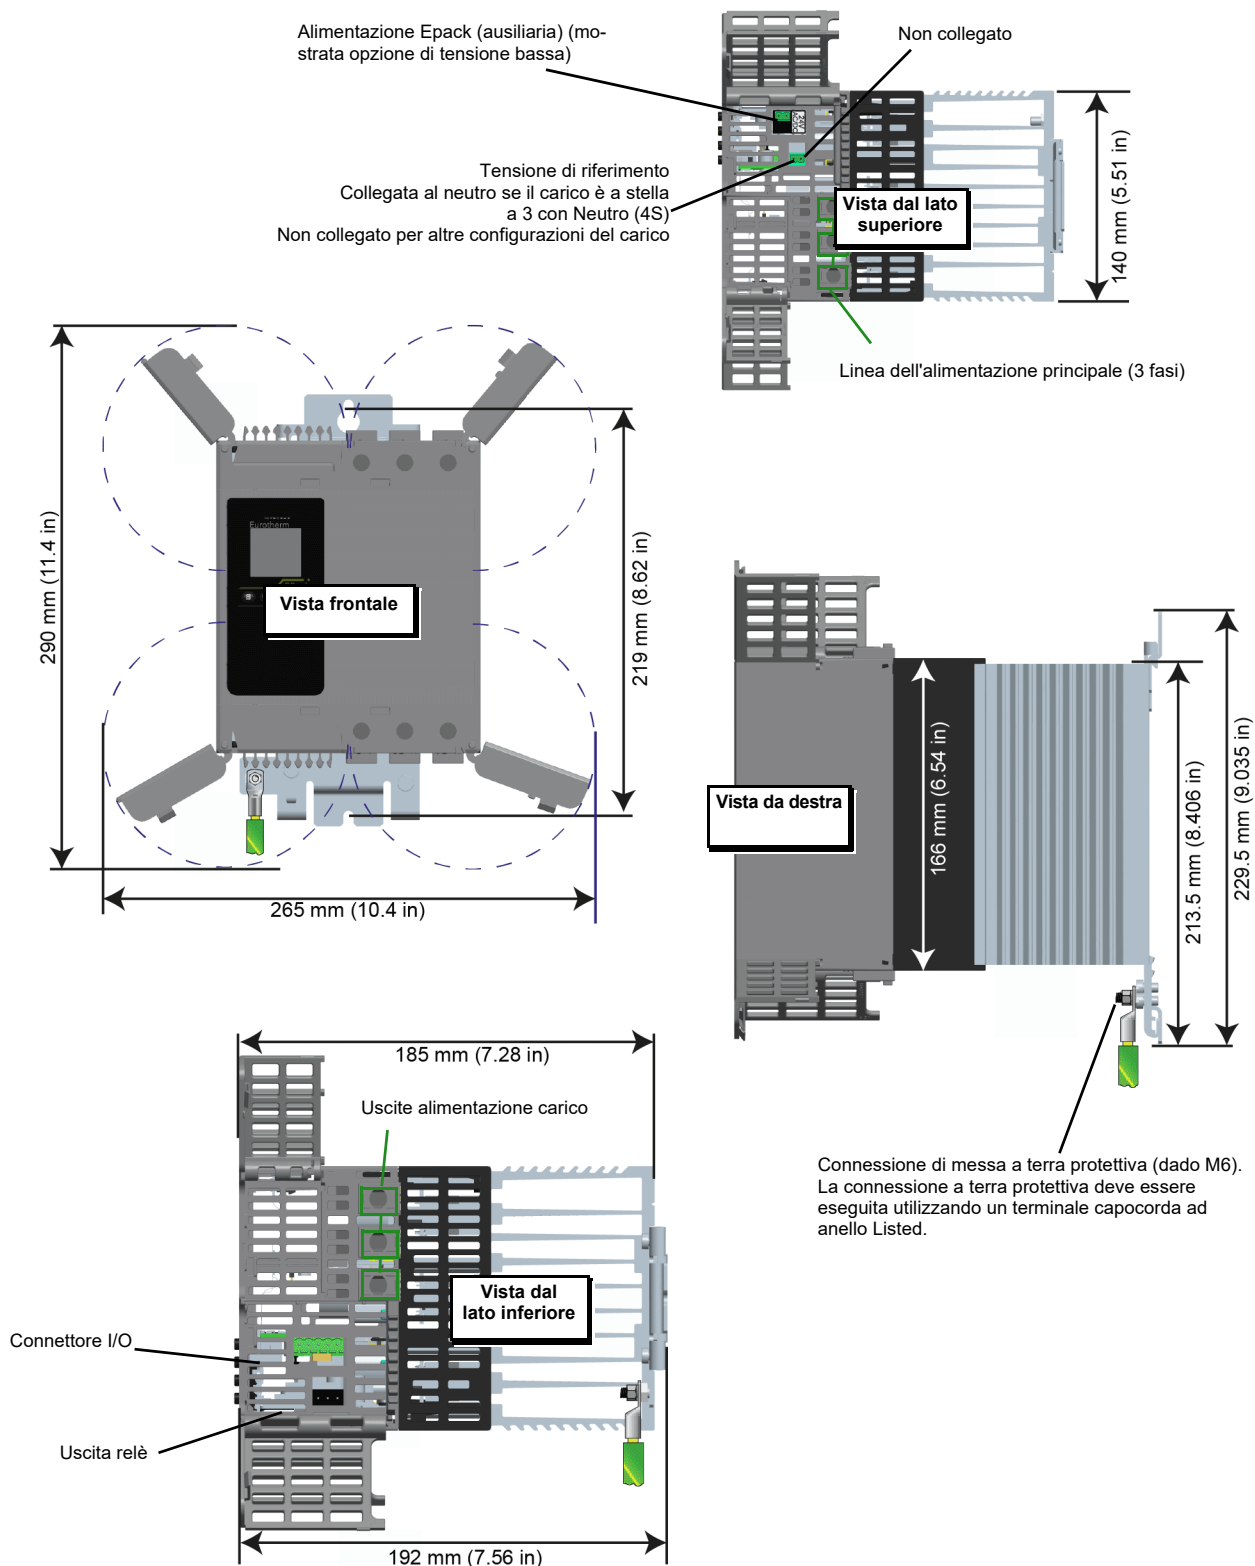 Alimentazione Epack (ausiliaria) (mo-
strata opzione di tensione bassa)
Non collegato
Tensione di riferimento
Collegata al neutro se il carico è a stella
a 3 con Neutro (4S)
Non collegato per altre configurazioni del carico
Vista dal lato
superiore
140 mm (5.51 in)
Linea dell'alimentazione principale (3 fasi)
290 mm (11.4 in)
Eurotherm
Vista frontale
219 mm (8.62 in)
265 mm (10.4 in)
Vista da destra
166 mm (6.54 in)
213.5 mm (8.406 in)
229.5 mm (9.035 in)
Connessione di messa a terra protettiva (dado M6).
La connessione a terra protettiva deve essere
eseguita utilizzando un terminale capocorda ad
anello Listed.
185 mm (7.28 in)
Uscite alimentazione carico
Vista dal
lato inferiore
Connettore I/O
Uscita relè
192 mm (7.56 in)